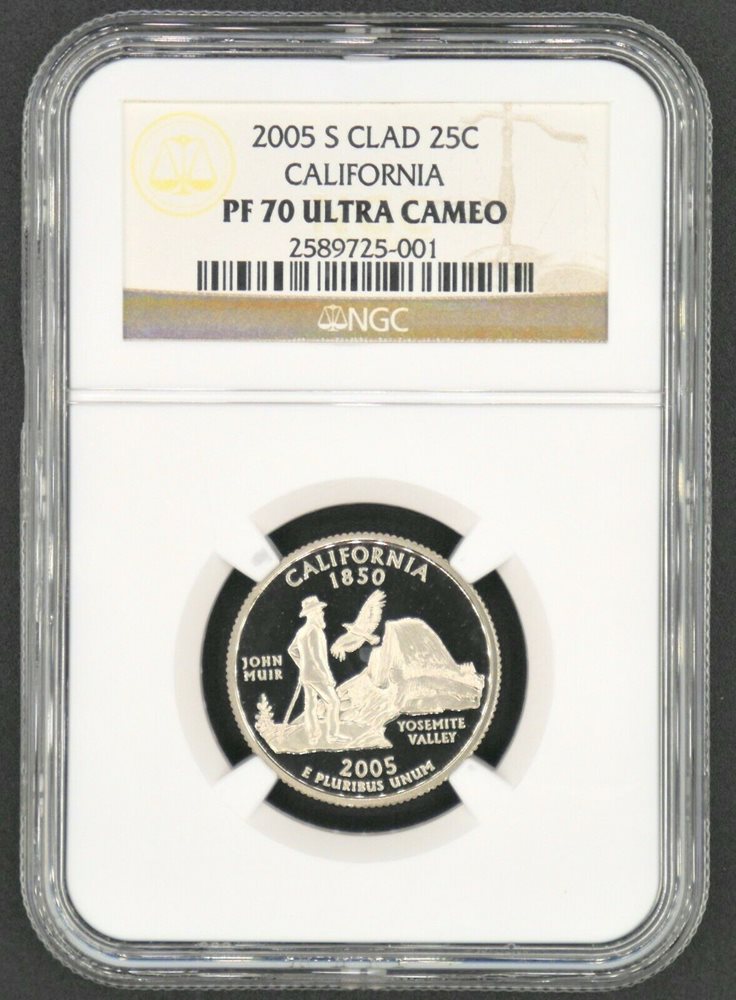 2005 S CLAD 25C
CALIFORNIA
PF 70 ULTRA CAMEO
2589725-001
NGC
CALIFORNIA
1850
JOHN
MUIR
YOSEMITE
VALLEY
2005
E PLURIBUS UNUM